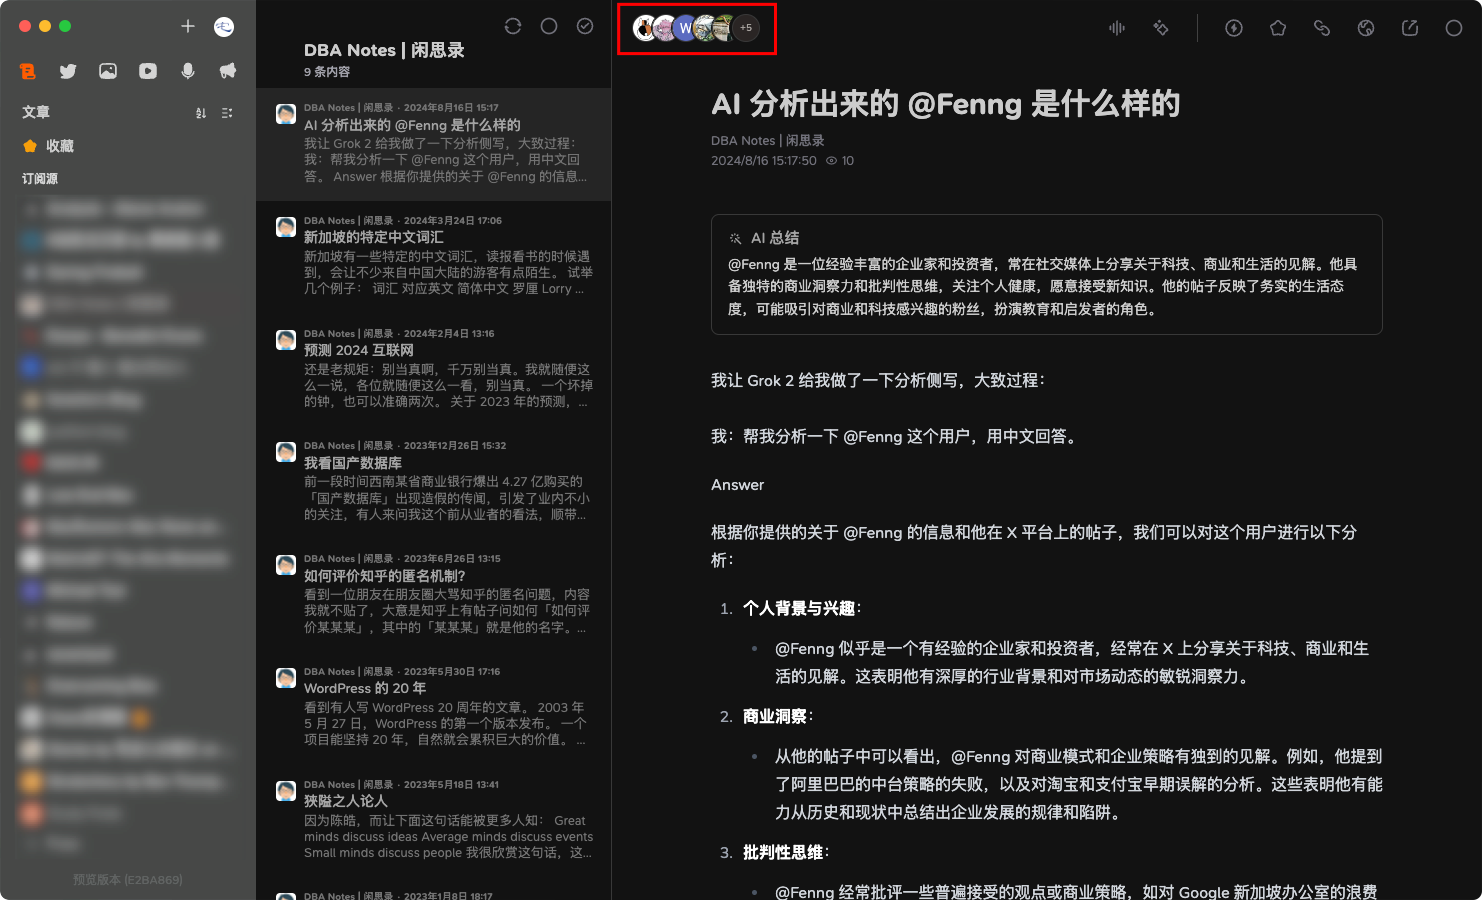 文章
收藏
订阅源
预览版本 (E2BA869)
DBA Notes | 闲思录
9 条内容
DBA Notes | 闲思录 · 2024年8月16日 15:17
AI 分析出来的 @Fenng 是什么样的
我让 Grok 2 给我做了一下分析侧写，大致过程：
我：帮我分析一下 @Fenng 这个用户，用中文回
答。 Answer 根据你提供的关于 @Fenng 的信息...
DBA Notes | 闲思录 · 2024年3月24日 17:06
新加坡的特定中文词汇
新加坡有一些特定的中文词汇，读报看书的时候遇
到，会让不少来自中国大陆的游客有点陌生。 试举
几个例子： 词汇 对应英文 简体中文 罗厘 Lorry ...
DBA Notes | 闲思录 · 2024年2月4日 13:16
预测 2024 互联网
还是老规矩：别当真啊，千万别当真。我就随便这
么一说，各位就随便这么一看，别当真。 一个坏掉
的钟，也可以准确两次。 关于 2023 年的预测，...
DBA Notes | 闲思录 · 2023年12月26日 15:32
我看国产数据库
前一段时间西南某省商业银行爆出 4.27 亿购买的
「国产数据库」出现造假的传闻，引发了业内不小
的关注，有人来问我这个前从业者的看法，顺带...
DBA Notes | 闲思录 · 2023年6月26日 13:15
如何评价知乎的匿名机制?
看到一位朋友在朋友圈大骂知乎的匿名问题，内容
我就不贴了，大意是知乎上有帖子问如何「如何评
价某某某」，其中的「某某某」就是他的名字。...
DBA Notes | 闲思录 · 2023年5月30日 17:16
WordPress 的 20 年
看到有人写 WordPress 20 周年的文章。 2003 年
5 月 27 日，WordPress 的第一个版本发布。 一个
项目能坚持 20 年，自然就会累积巨大的价值。 ...
DBA Notes | 闲思录 · 2023年5月18日 13:41
狭隘之人论人
因为陈皓，而让下面这句话能被更多人知： Great
minds discuss ideas Average minds discuss events
Small minds discuss people 我很欣赏这句话，这...
DBA Notes | 闲思录 · 2023年1月8日 18:17
W
+5
AI 分析出来的 @Fenng 是什么样的
DBA Notes | 闲思录
2024/8/16 15:17:50 10
AI 总结
@Fenng 是一位经验丰富的企业家和投资者，常在社交媒体上分享关于科技、商业和生活的见解。他具
备独特的商业洞察力和批判性思维，关注个人健康，愿意接受新知识。他的帖子反映了务实的生活态
度，可能吸引对商业和科技感兴趣的粉丝，扮演教育和启发者的角色。
我让 Grok 2 给我做了一下分析侧写，大致过程：
我：帮我分析一下 @Fenng 这个用户，用中文回答。
Answer
根据你提供的关于 @Fenng 的信息和他在 X 平台上的帖子，我们可以对这个用户进行以下分
析：
1. 个人背景与兴趣：
• @Fenng 似乎是一个有经验的企业家和投资者，经常在 X 上分享关于科技、商业和生
活的见解。这表明他有深厚的行业背景和对市场动态的敏锐洞察力。
2. 商业洞察：
• 从他的帖子中可以看出，@Fenng 对商业模式和企业策略有独到的见解。例如，他提到
了阿里巴巴的中台策略的失败，以及对淘宝和支付宝早期误解的分析。这些表明他有能
力从历史和现状中总结出企业发展的规律和陷阱。
3. 批判性思维：
• @Fenng 经常批评一些普遍接受的观点或商业策略，如对 Google 新加坡办公室的浪费